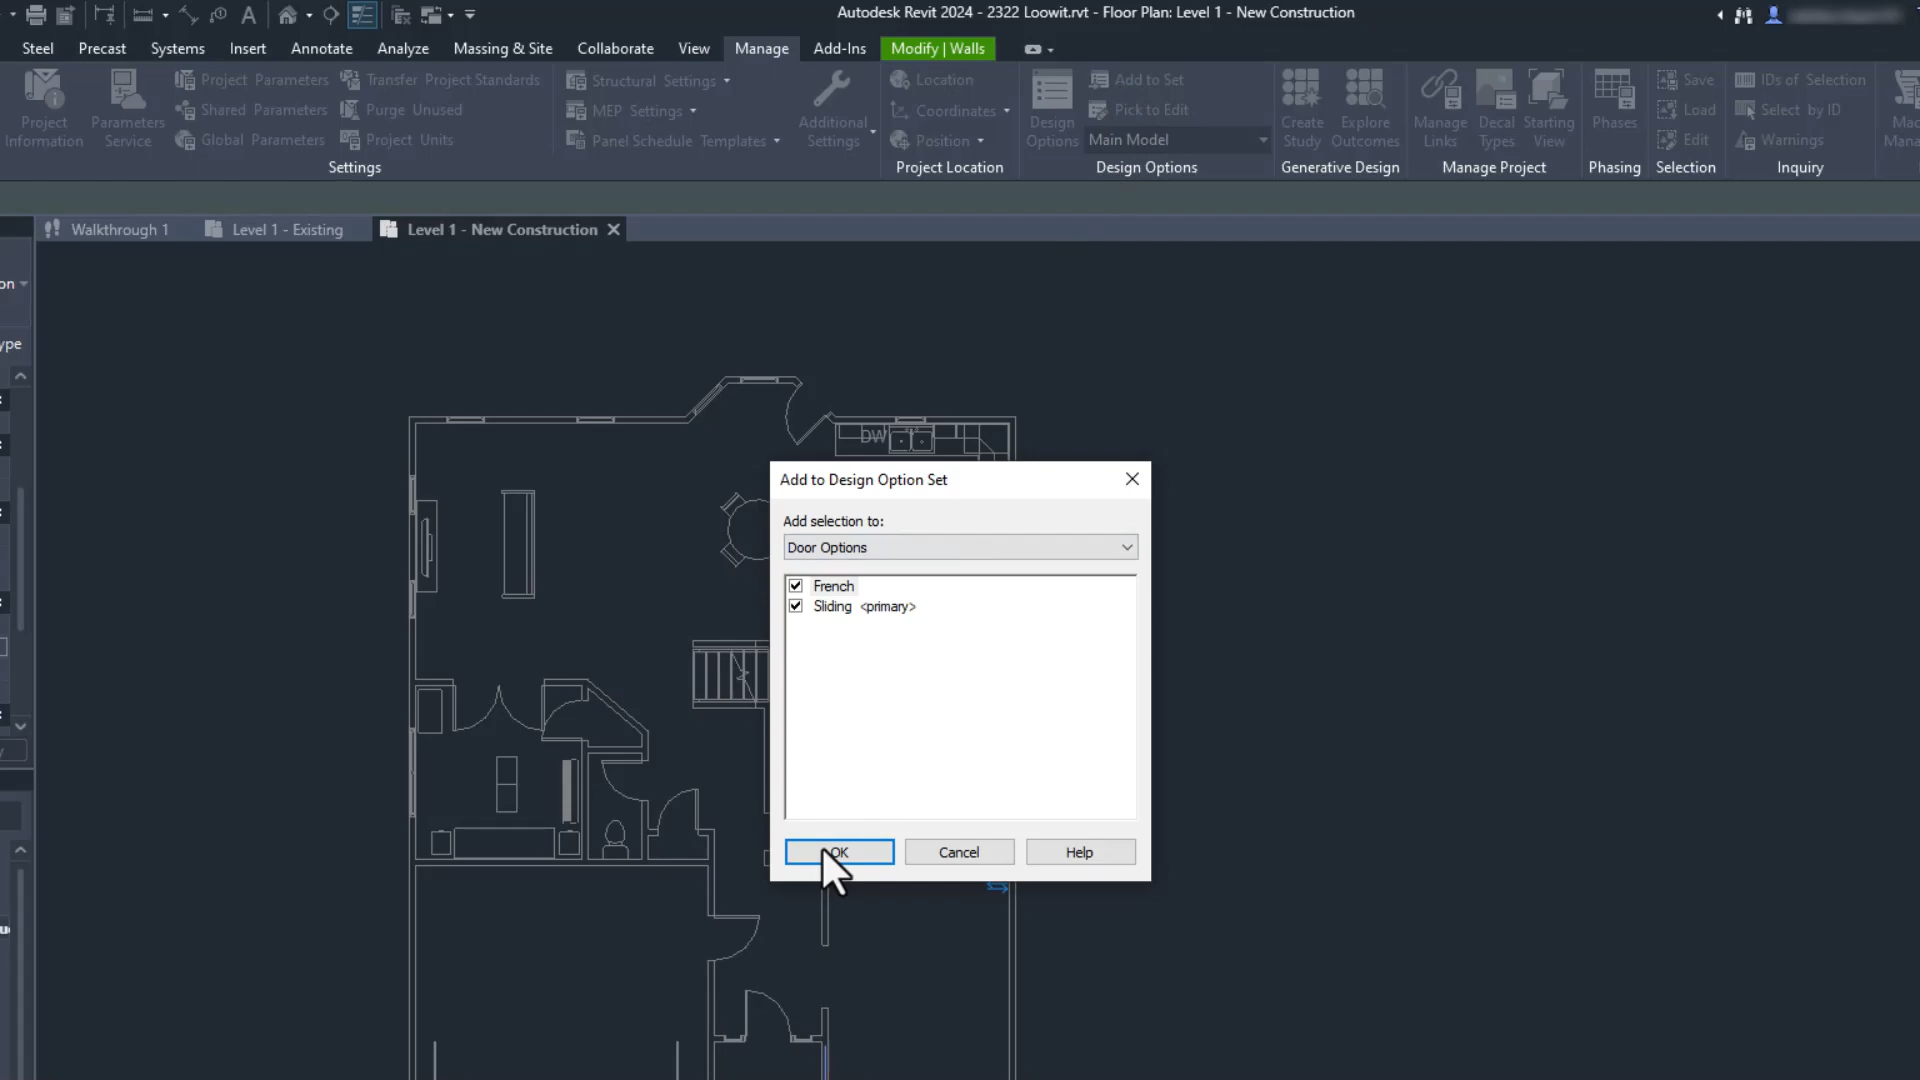 Autodesk Revit 2024 - 2322 Loowit.rvt - Floor Plan: Level 1 - New Construction
Steel Precast Systems Insert Annotate Analyze Massing & Site Collaborate View Manage Add-Ins Modify | Walls
Project Information
Parameters Service
Project Parameters
Shared Parameters
Global Parameters
Transfer Project Standards
Purge Unused
Project Units
Settings
Structural Settings
MEP Settings
Panel Schedule Templates
Additional Settings
Location
Coordinates
Position
Project Location
Design Options
Add to Set
Pick to Edit
Main Model
Design Options
Create Study
Explore Outcomes
Generative Design
Manage Links
Decal Types
Starting View
Manage Project
Phases
Phasing
Save
Load
Edit
Selection
IDs of Selection
Select by ID
Warnings
Inquiry
Mac
Mana
Walkthrough 1
Level 1 - Existing
Level 1 - New Construction
on
ype
DW
Add to Design Option Set
Add selection to:
Door Options
French
Sliding <primary>
OK
Cancel
Help